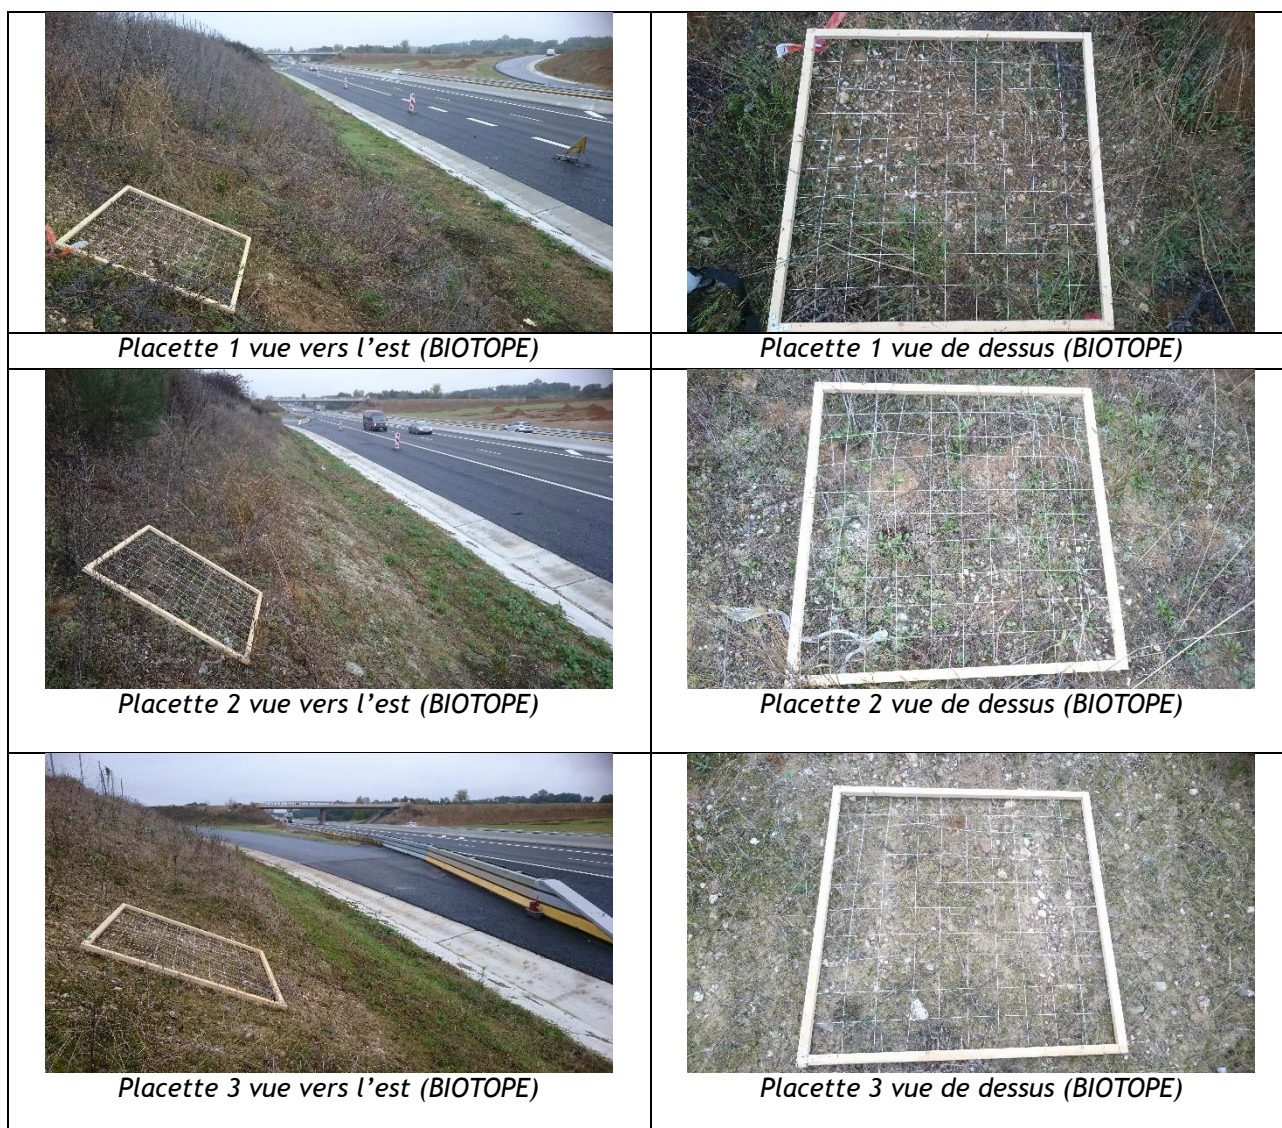 Placette 1 vue vers l'est (BIOTOPE)
Placette 1 vue de dessus (BIOTOPE)
Placette 2 vue vers l'est (BIOTOPE)
Placette 2 vue de dessus (BIOTOPE)
Placette 3 vue vers l'est (BIOTOPE)
Placette 3 vue de dessus (BIOTOPE)